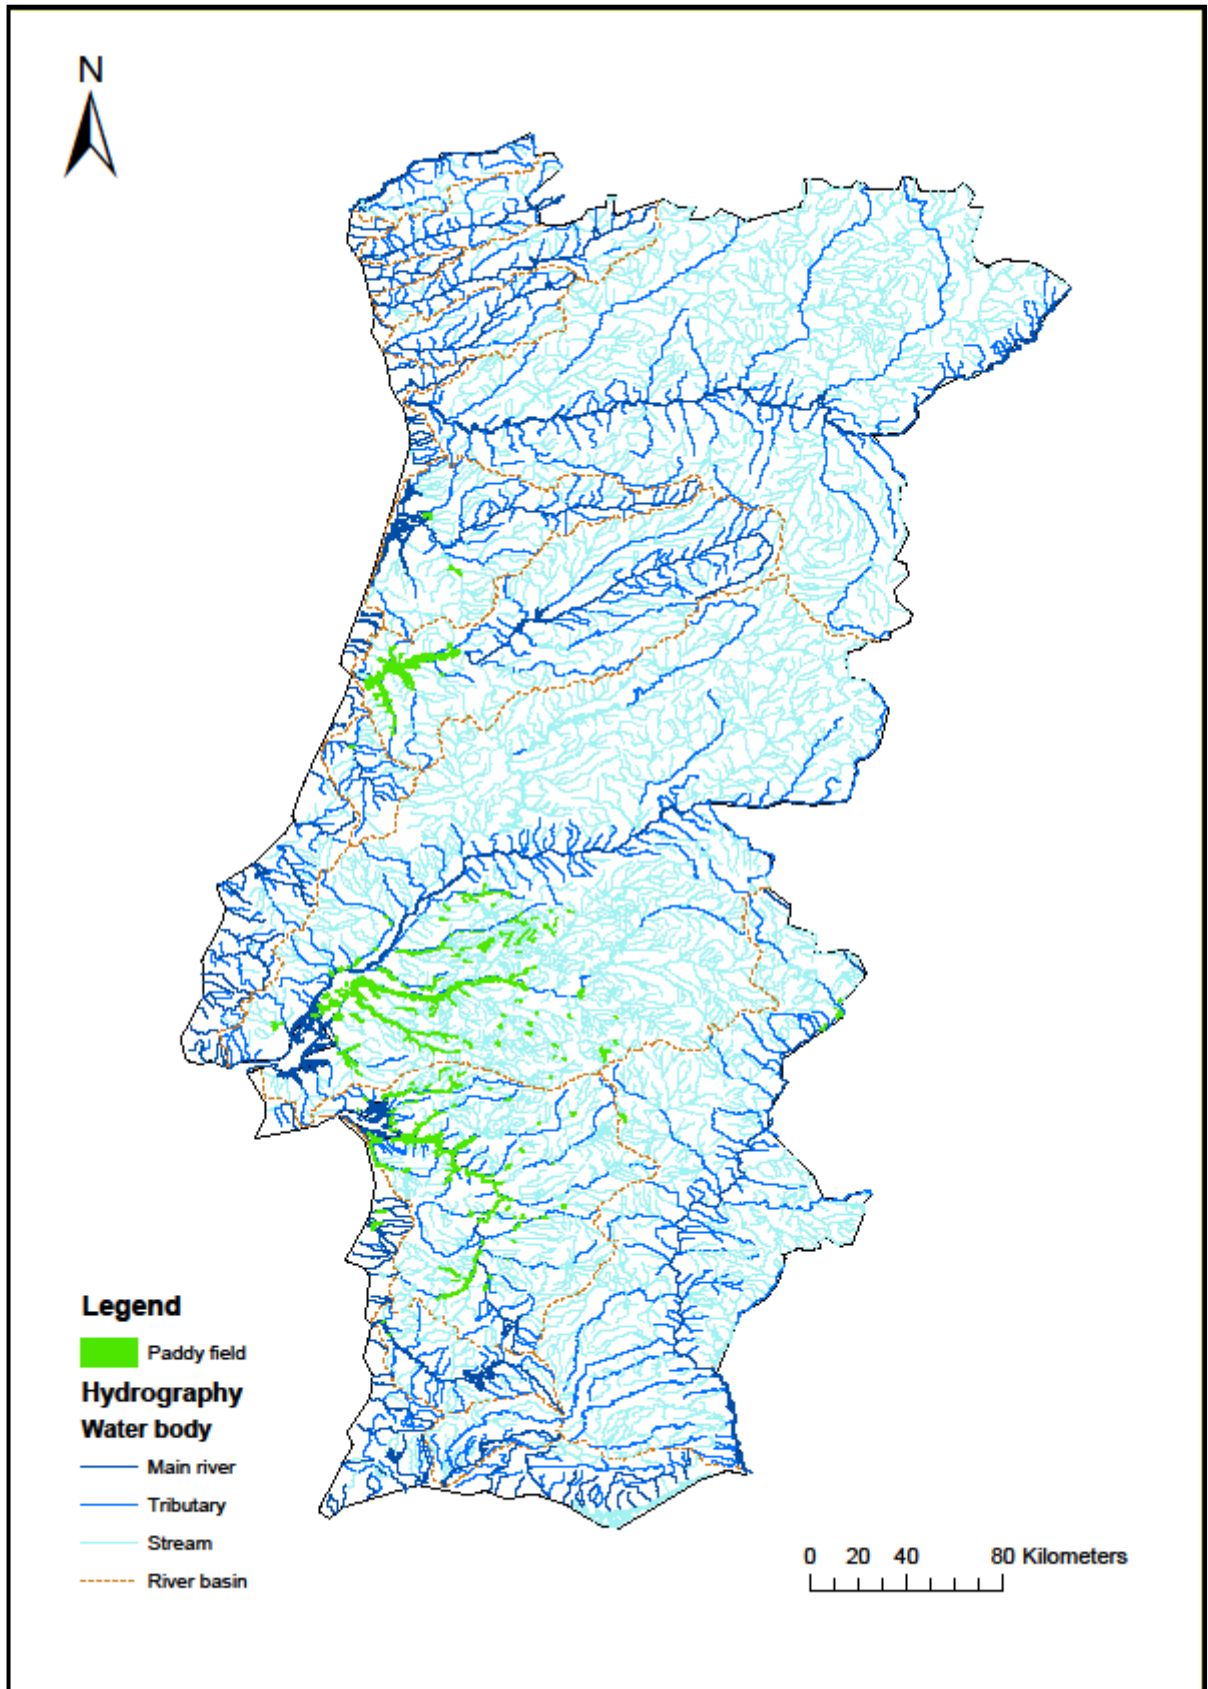 N
Legend
Paddy field
Hydrography
Water body
Main river
Tributary
Stream
River basin
0 20 40 80 Kilometers